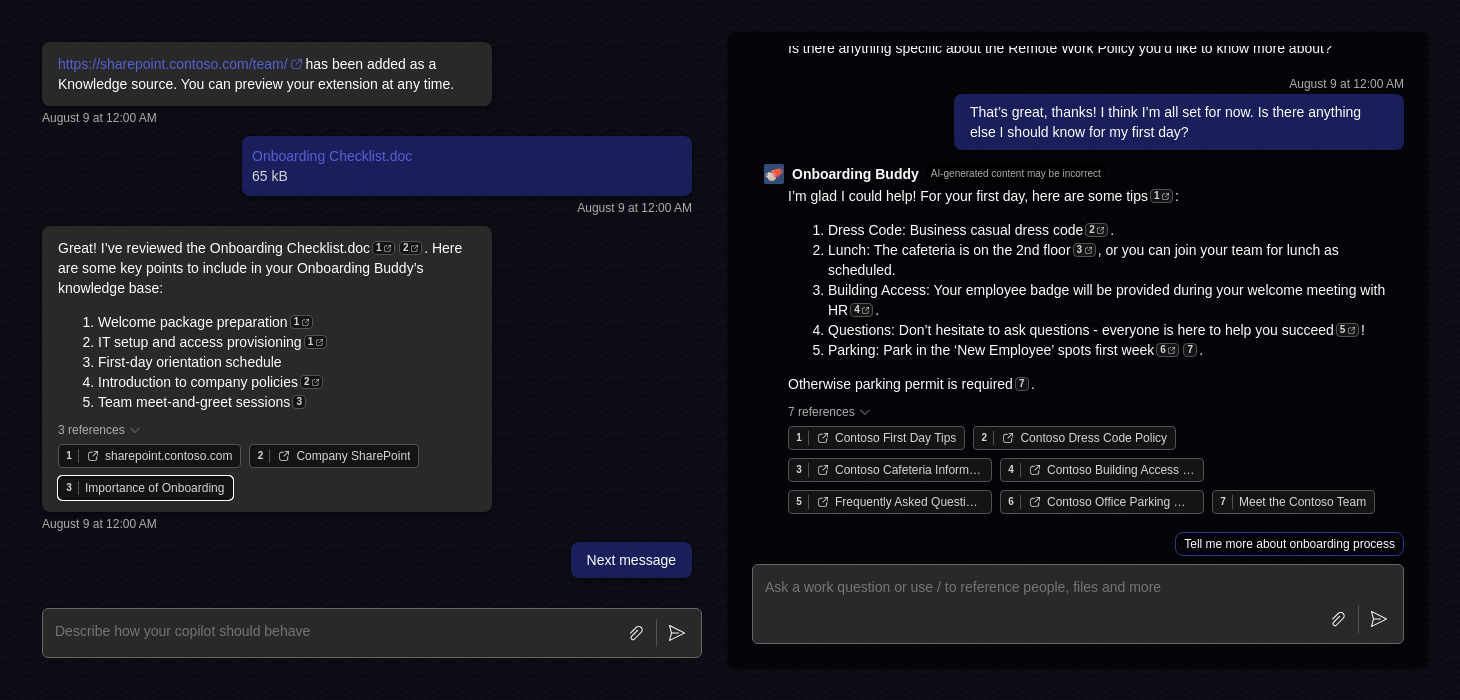 https://sharepoint.contoso.com/team/ has been added as a
Knowledge source. You can preview your extension at any time.
August 9 at 12:00 AM
Onboarding Checklist.doc
65 kB
August 9 at 12:00 AM
Great! I’ve reviewed the Onboarding Checklist.doc 1 2 . Here
are some key points to include in your Onboarding Buddy’s
knowledge base:
1. Welcome package preparation 1
2. IT setup and access provisioning 1
3. First-day orientation schedule
4. Introduction to company policies 2
5. Team meet-and-greet sessions 3
3 references
1 sharepoint.contoso.com 2 Company SharePoint
3 Importance of Onboarding
August 9 at 12:00 AM
Next message
Describe how your copilot should behave
Is there anything specific about the Remote Work Policy you’d like to know more about?
August 9 at 12:00 AM
That’s great, thanks! I think I’m all set for now. Is there anything
else I should know for my first day?
Onboarding Buddy AI-generated content may be incorrect
I’m glad I could help! For your first day, here are some tips 1 :
1. Dress Code: Business casual dress code 2 .
2. Lunch: The cafeteria is on the 2nd floor 3 , or you can join your team for lunch as
scheduled.
3. Building Access: Your employee badge will be provided during your welcome meeting with
HR 4 .
4. Questions: Don’t hesitate to ask questions - everyone is here to help you succeed 5 !
5. Parking: Park in the ‘New Employee’ spots first week 6 7 .
Otherwise parking permit is required 7 .
7 references
1 Contoso First Day Tips 2 Contoso Dress Code Policy
3 Contoso Cafeteria Inform… 4 Contoso Building Access …
5 Frequently Asked Questi… 6 Contoso Office Parking … 7 Meet the Contoso Team
Tell me more about onboarding process
Ask a work question or use / to reference people, files and more